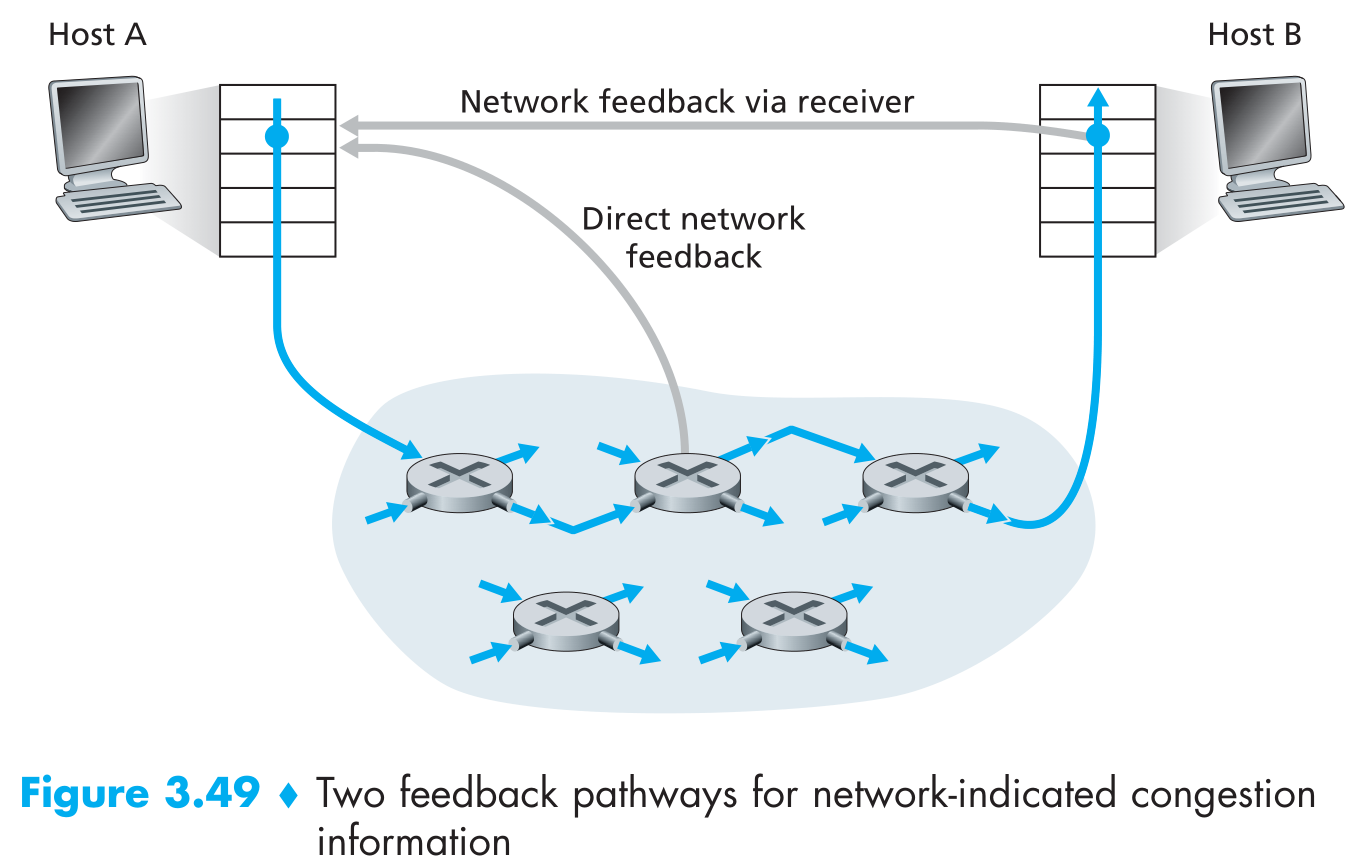 Host A
Host B
Network feedback via receiver
Direct network
feedback
Figure 3.49 ♦ Two feedback pathways for network-indicated congestion
information